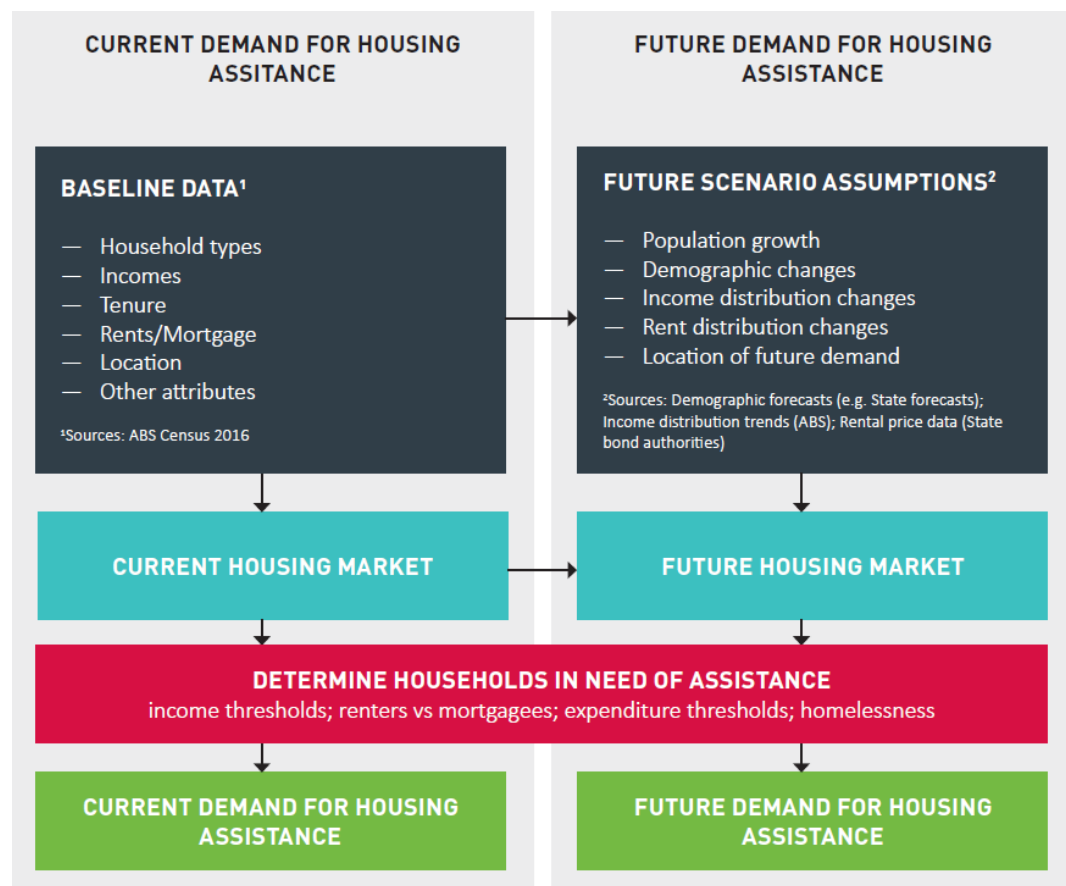 CURRENT DEMAND FOR HOUSING
ASSITANCE
BASELINE DATA¹
— Household types
— Incomes
— Tenure
— Rents/Mortgage
— Location
— Other attributes
¹Sources: ABS Census 2016
FUTURE DEMAND FOR HOUSING
ASSISTANCE
FUTURE SCENARIO ASSUMPTIONS²
— Population growth
— Demographic changes
— Income distribution changes
— Rent distribution changes
— Location of future demand
²Sources: Demographic forecasts (e.g. State forecasts);
Income distribution trends (ABS); Rental price data (State
bond authorities)
CURRENT HOUSING MARKET
FUTURE HOUSING MARKET
DETERMINE HOUSEHOLDS IN NEED OF ASSISTANCE
income thresholds; renters vs mortgagees; expenditure thresholds; homelessness
CURRENT DEMAND FOR HOUSING
ASSISTANCE
FUTURE DEMAND FOR HOUSING
ASSISTANCE